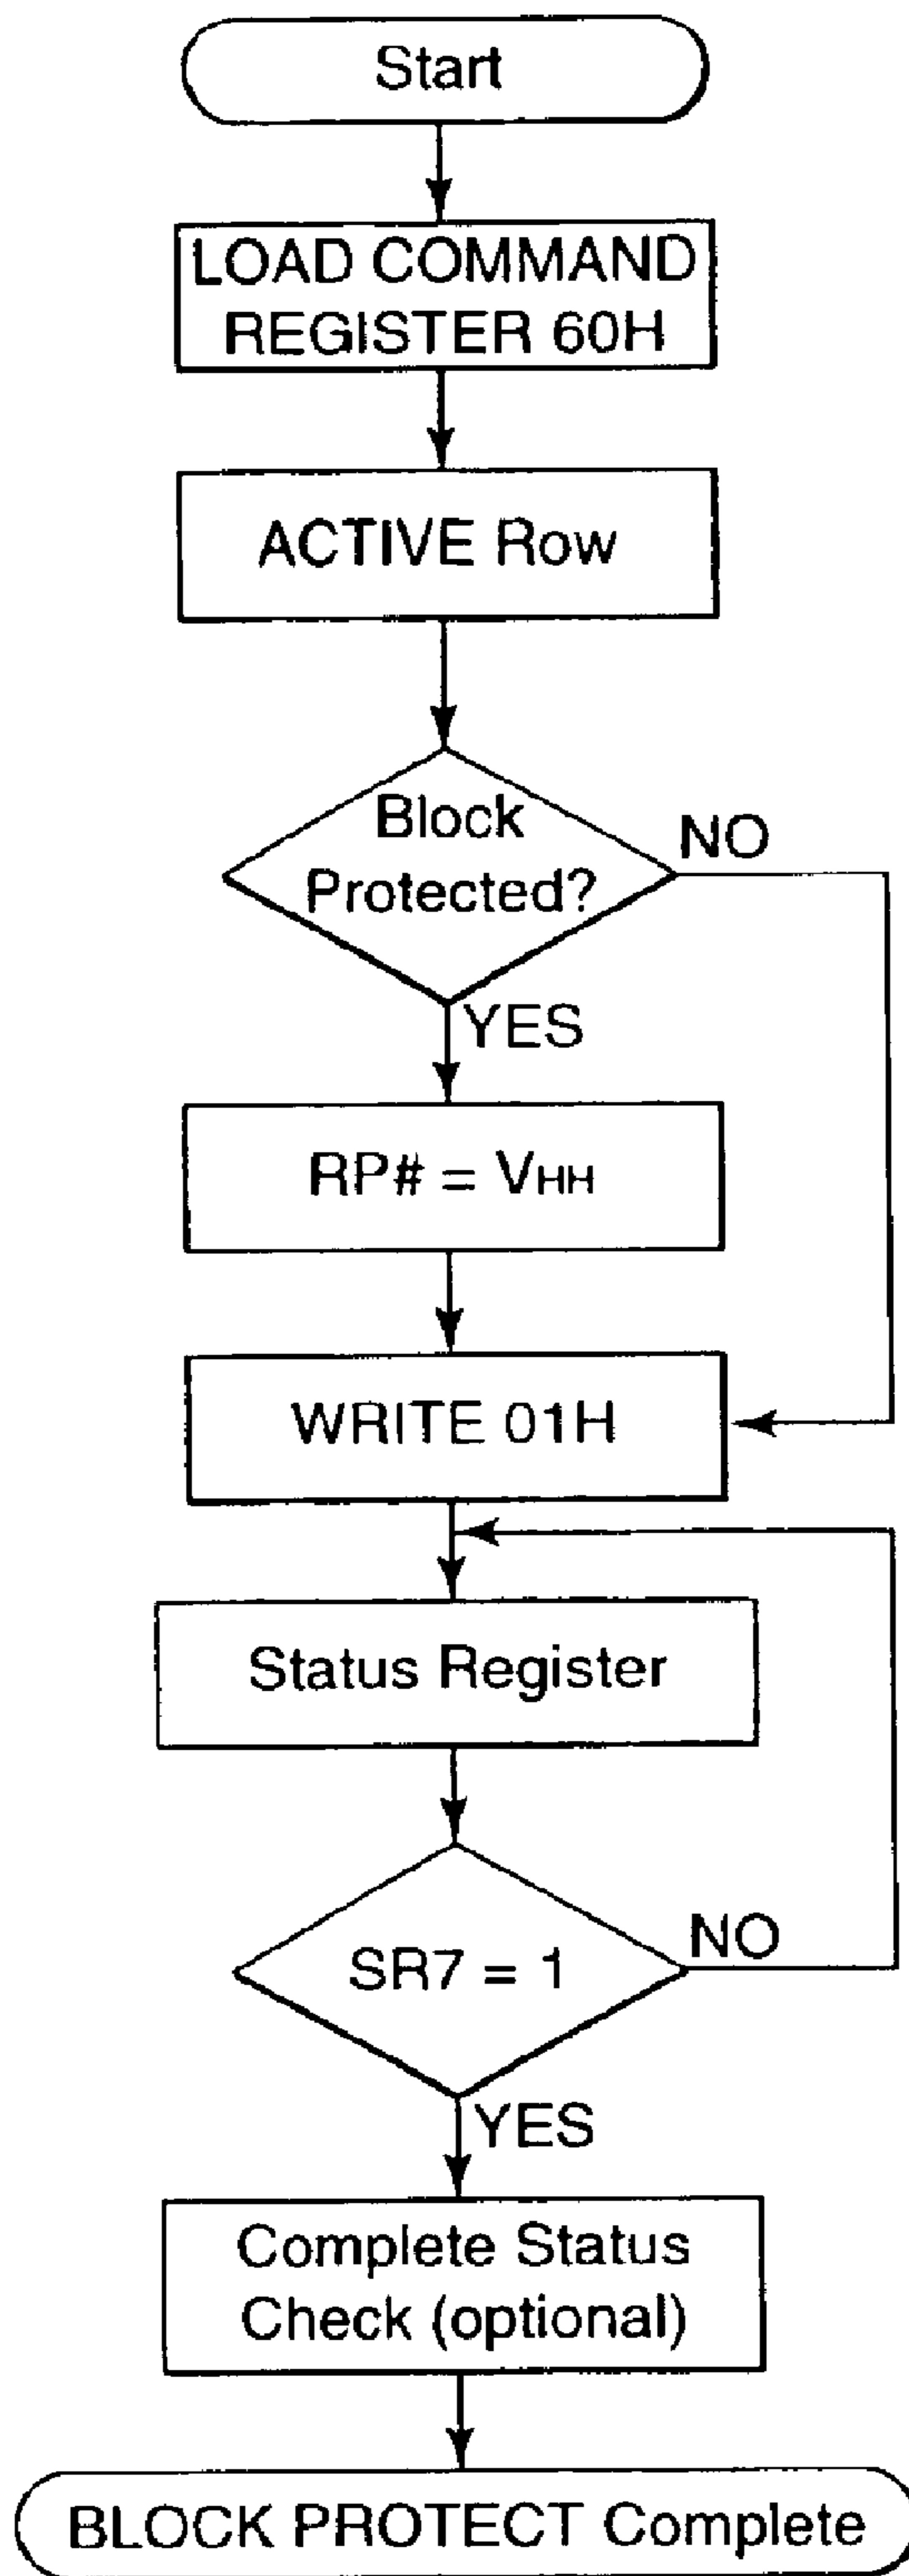 Start
LOAD COMMAND
REGISTER 60H
ACTIVE Row
Block
Protected?
NO
YES
RP# = VHH
WRITE 01H
Status Register
SR7 = 1
NO
YES
Complete Status
Check (optional)
BLOCK PROTECT Complete